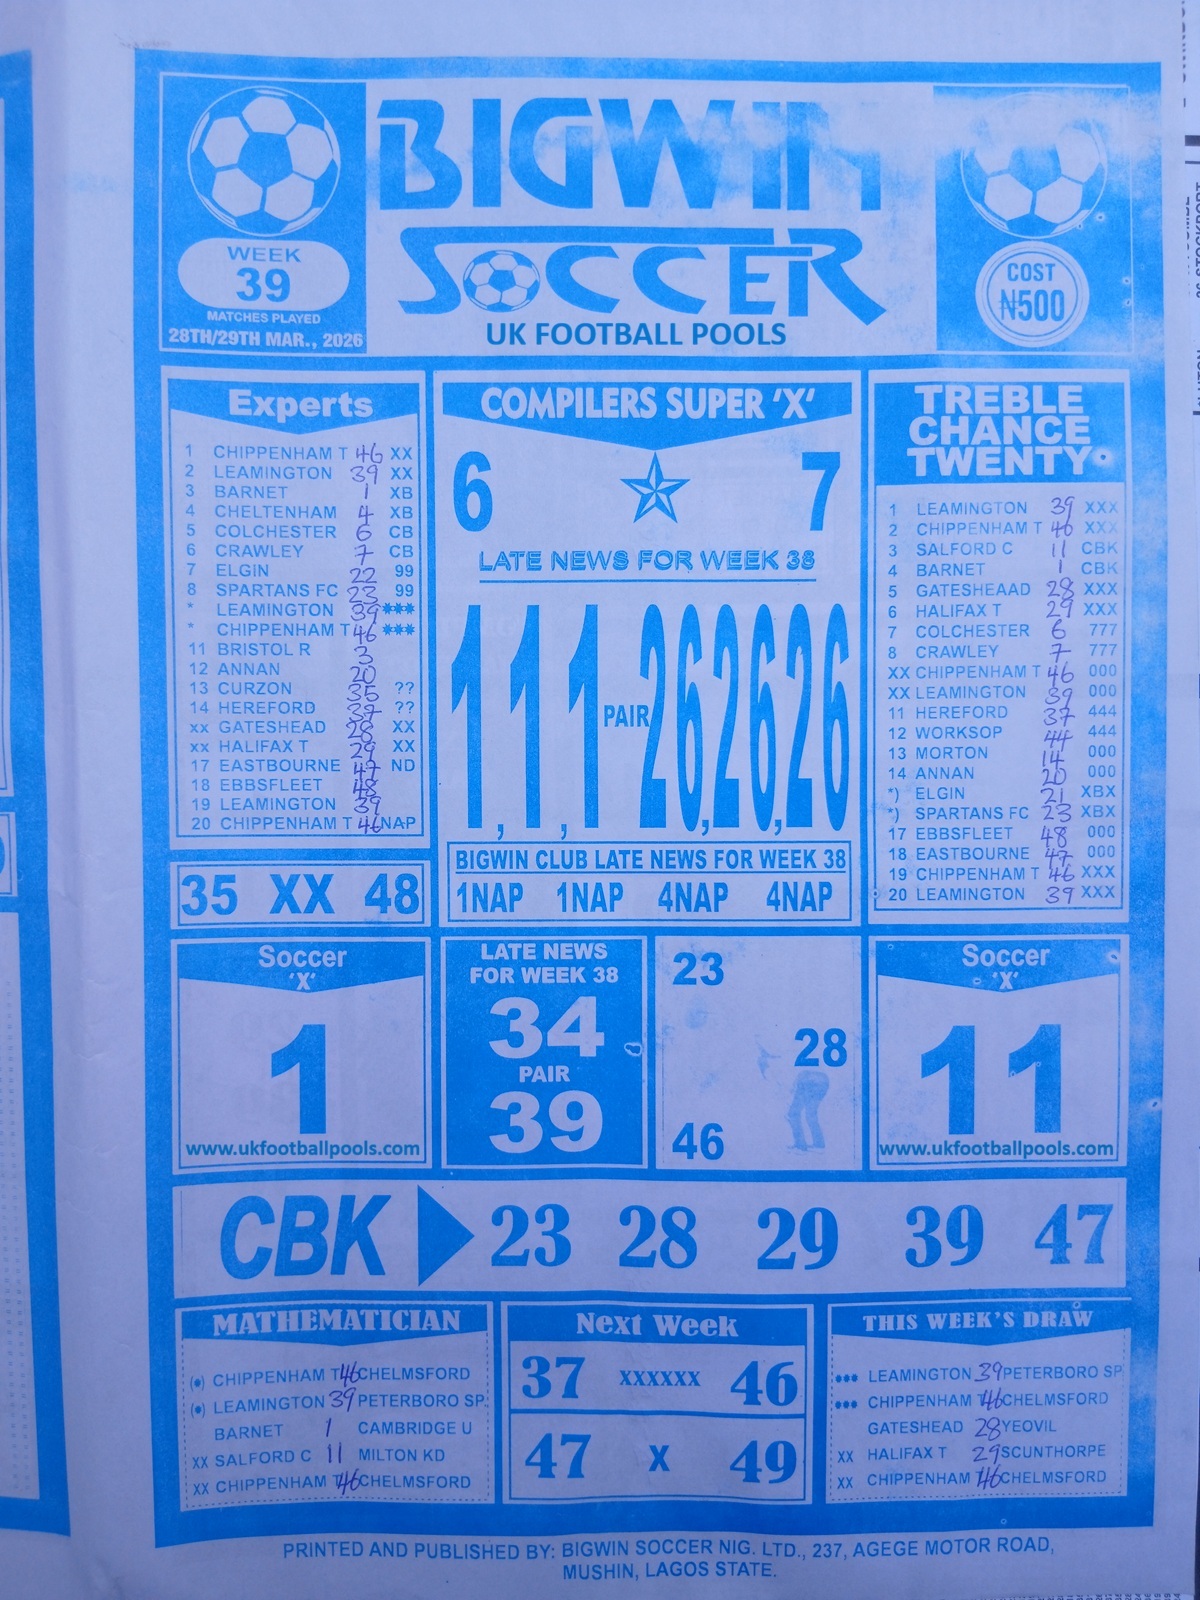 BIGWIN
SOCCER
UK FOOTBALL POOLS
WEEK
39
MATCHES PLAYED
28TH/29TH MAR., 2026
COST
₦500
Experts
1 CHIPPENHAM T 46 XX
2 LEAMINGTON 39 XX
3 BARNET 1 XB
4 CHELTENHAM 4 XB
5 COLCHESTER 6 CB
6 CRAWLEY 7 CB
7 ELGIN 22 99
8 SPARTANS FC 23 99
* LEAMINGTON 39 ***
* CHIPPENHAM T 46 ***
11 BRISTOL R 3
12 ANNAN 20
13 CURZON 35 ??
14 HEREFORD 37 ??
xx GATESHEAD 28 XX
xx HALIFAX T 29 XX
17 EASTBOURNE 47 ND
18 EBBSFLEET 48
19 LEAMINGTON 39
20 CHIPPENHAM T 46 NAP
35 XX 48
COMPILERS SUPER 'X'
6 7
LATE NEWS FOR WEEK 38
1, 1, 1 PAIR 26, 26, 26
BIGWIN CLUB LATE NEWS FOR WEEK 38
1NAP 1NAP 4NAP 4NAP
TREBLE
CHANCE
TWENTY
1 LEAMINGTON 39 XXX
2 CHIPPENHAM T 46 XXX
3 SALFORD C 11 CBK
4 BARNET 1 CBK
5 GATESHEAAD 28 XXX
6 HALIFAX T 29 XXX
7 COLCHESTER 6 777
8 CRAWLEY 7 777
XX CHIPPENHAM T 46 000
XX LEAMINGTON 39 000
11 HEREFORD 37 444
12 WORKSOP 44 444
13 MORTON 14 000
14 ANNAN 20 000
*) ELGIN 21 XBX
*) SPARTANS FC 23 XBX
17 EBBSFLEET 48 000
18 EASTBOURNE 47 000
19 CHIPPENHAM T 46 XXX
20 LEAMINGTON 39 XXX
Soccer
'X'
1
www.ukfootballpools.com
LATE NEWS
FOR WEEK 38
34
PAIR
39
23
28
46
Soccer
'X'
11
www.ukfootballpools.com
CBK 23 28 29 39 47
MATHEMATICIAN
(•) CHIPPENHAM T 46 CHELMSFORD
(•) LEAMINGTON 39 PETERBORO SP
BARNET 1 CAMBRIDGE U
XX SALFORD C 11 MILTON KD
XX CHIPPENHAM T 46 CHELMSFORD
Next Week
37 XXXXXX 46
47 X 49
THIS WEEK'S DRAW
••• LEAMINGTON 39 PETERBORO SP
••• CHIPPENHAM 46 CHELMSFORD
GATESHEAD 28 YEOVIL
XX HALIFAX T 29 SCUNTHORPE
XX CHIPPENHAM 46 CHELMSFORD
PRINTED AND PUBLISHED BY: BIGWIN SOCCER NIG. LTD., 237, AGEGE MOTOR ROAD,
MUSHIN, LAGOS STATE.